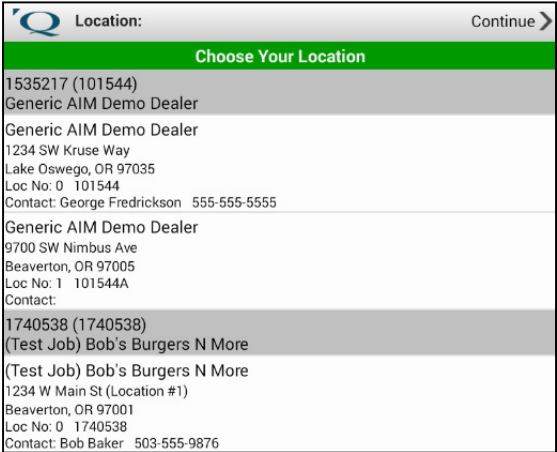 Location:
Continue
Choose Your Location
1535217 (101544)
Generic AIM Demo Dealer
Generic AIM Demo Dealer
1234 SW Kruse Way
Lake Oswego, OR 97035
Loc No: 0 101544
Contact: George Fredrickson 555-555-5555
Generic AIM Demo Dealer
9700 SW Nimbus Ave
Beaverton, OR 97005
Loc No: 1 101544A
Contact:
1740538 (1740538)
(Test Job) Bob's Burgers N More
(Test Job) Bob's Burgers N More
1234 W Main St (Location #1)
Beaverton, OR 97001
Loc No: 0 1740538
Contact: Bob Baker 503-555-9876